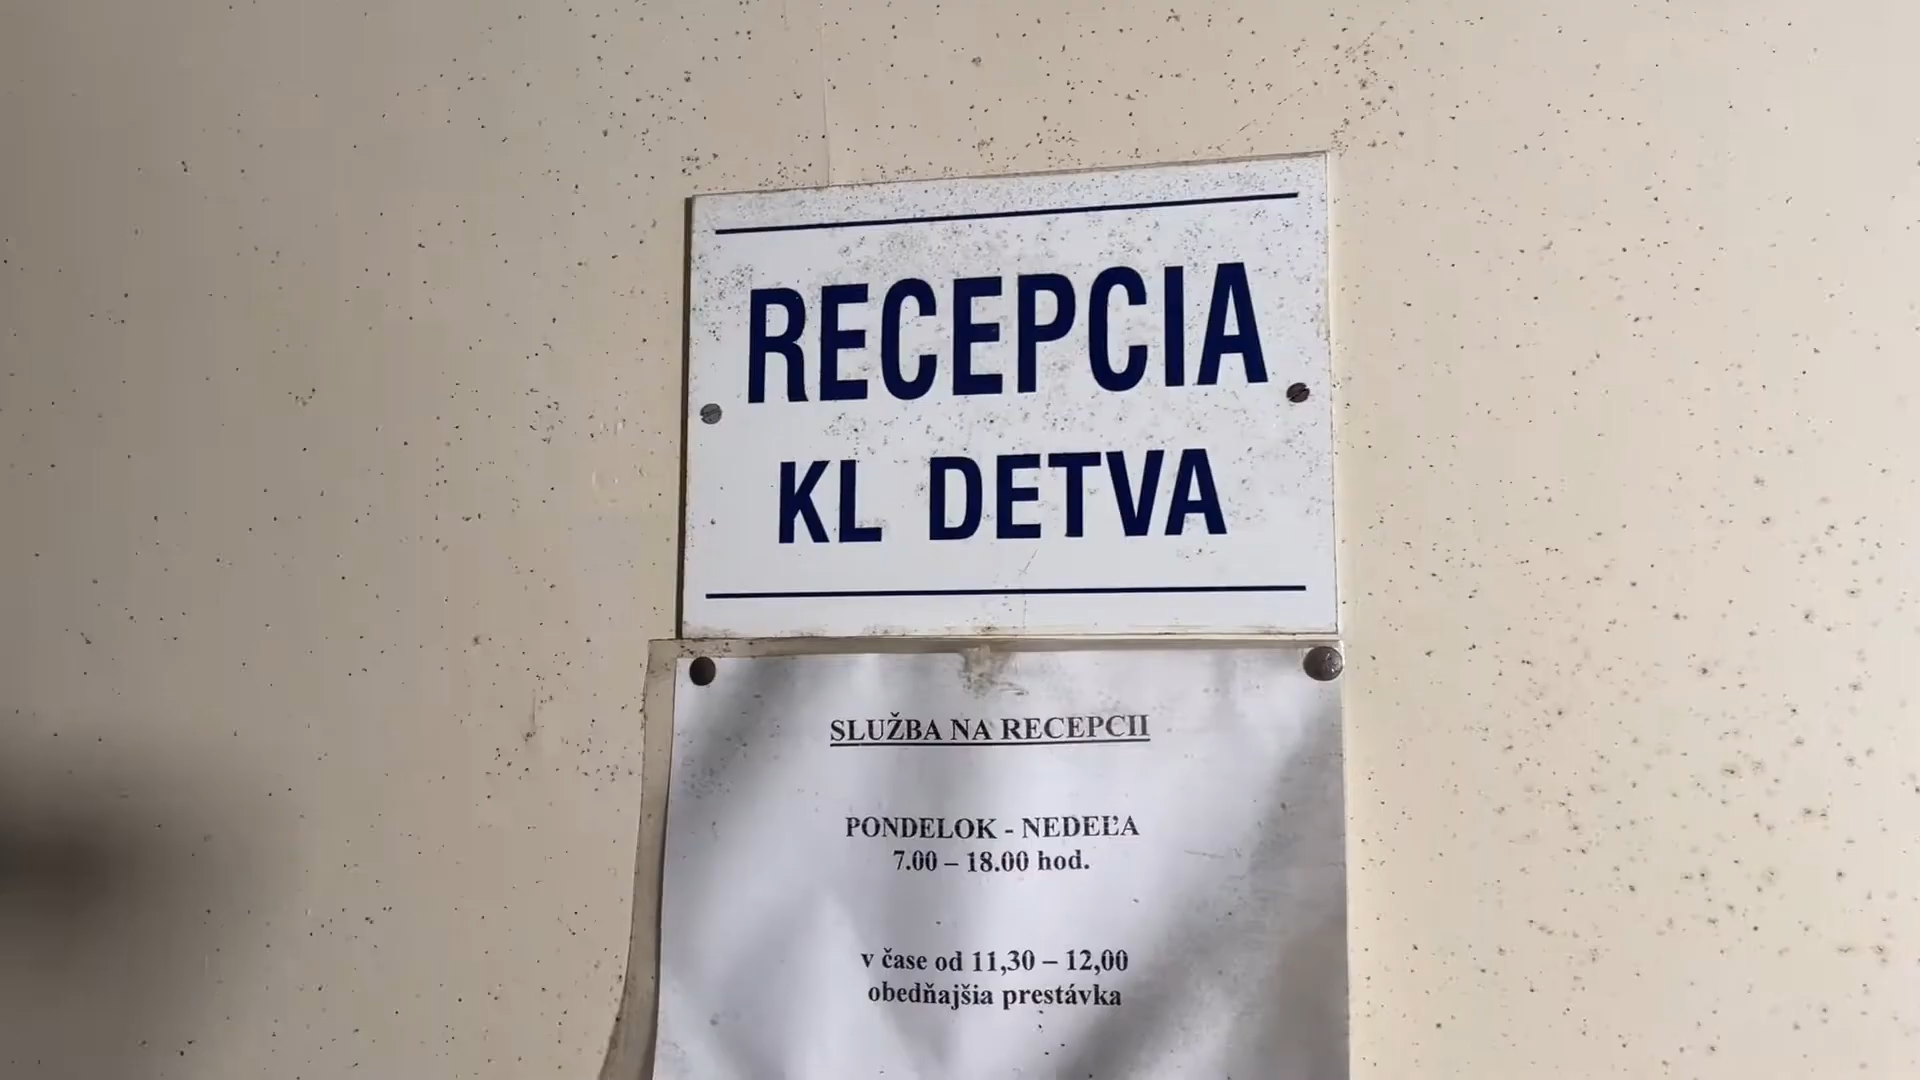 RECEPCIA
KL DETVA
SLUŽBA NA RECEPCII
PONDELOK - NEDEĽA
7.00 – 18.00 hod.
v čase od 11,30 – 12,00
obedňajšia prestávka